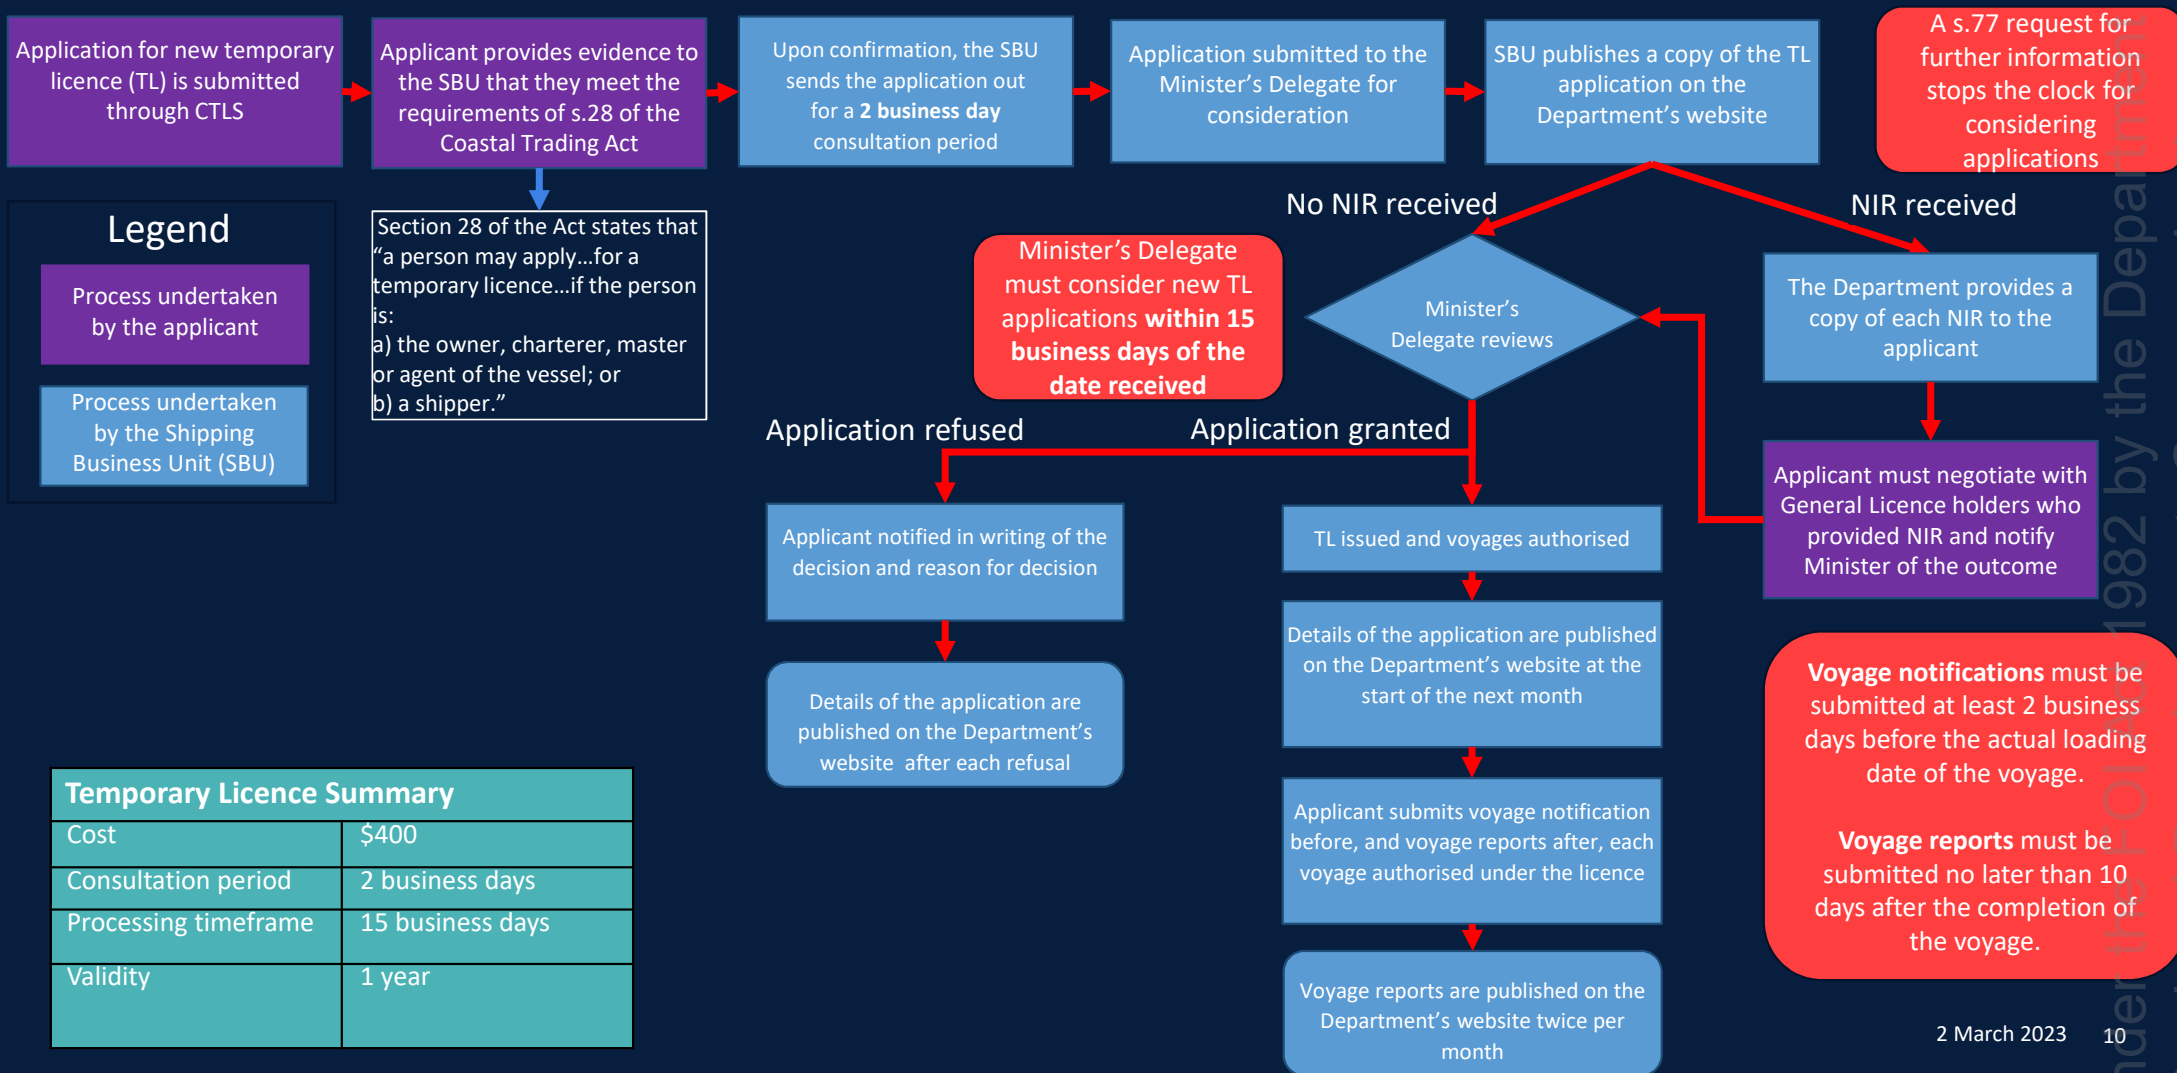 Application for new temporary
licence (TL) is submitted
through CTLS
Applicant provides evidence to
the SBU that they meet the
requirements of s.28 of the
Coastal Trading Act
Upon confirmation, the SBU
sends the application out
for a 2 business day
consultation period
Application submitted to the
Minister's Delegate for
consideration
SBU publishes a copy of the TL
application on the
Department's website
A s.77 request for
further information
stops the clock for
considering
applications
Legend
Process undertaken
by the applicant
Process undertaken
by the Shipping
Business Unit (SBU)
Section 28 of the Act states that
“a person may apply...for a
temporary licence...if the person
is:
a) the owner, charterer, master
or agent of the vessel; or
b) a shipper.”
No NIR received
NIR received
Minister's Delegate
must consider new TL
applications within 15
business days of the
date received
Minister's
Delegate reviews
The Department provides a
copy of each NIR to the
applicant
Application refused
Application granted
Applicant must negotiate with
General Licence holders who
provided NIR and notify
Minister of the outcome
Applicant notified in writing of the
decision and reason for decision
TL issued and voyages authorised
Details of the application are
published on the Department's
website after each refusal
Details of the application are published
on the Department's website at the
start of the next month
Applicant submits voyage notification
before, and voyage reports after, each
voyage authorised under the licence
Voyage reports are published on the
Department's website twice per
month
Voyage notifications must be
submitted at least 2 business
days before the actual loading
date of the voyage.
Voyage reports must be
submitted no later than 10
days after the completion of
the voyage.
Temporary Licence Summary
Cost $400
Consultation period 2 business days
Processing timeframe 15 business days
Validity 1 year
2 March 2023 10
the FOI Act 1982 by the Department